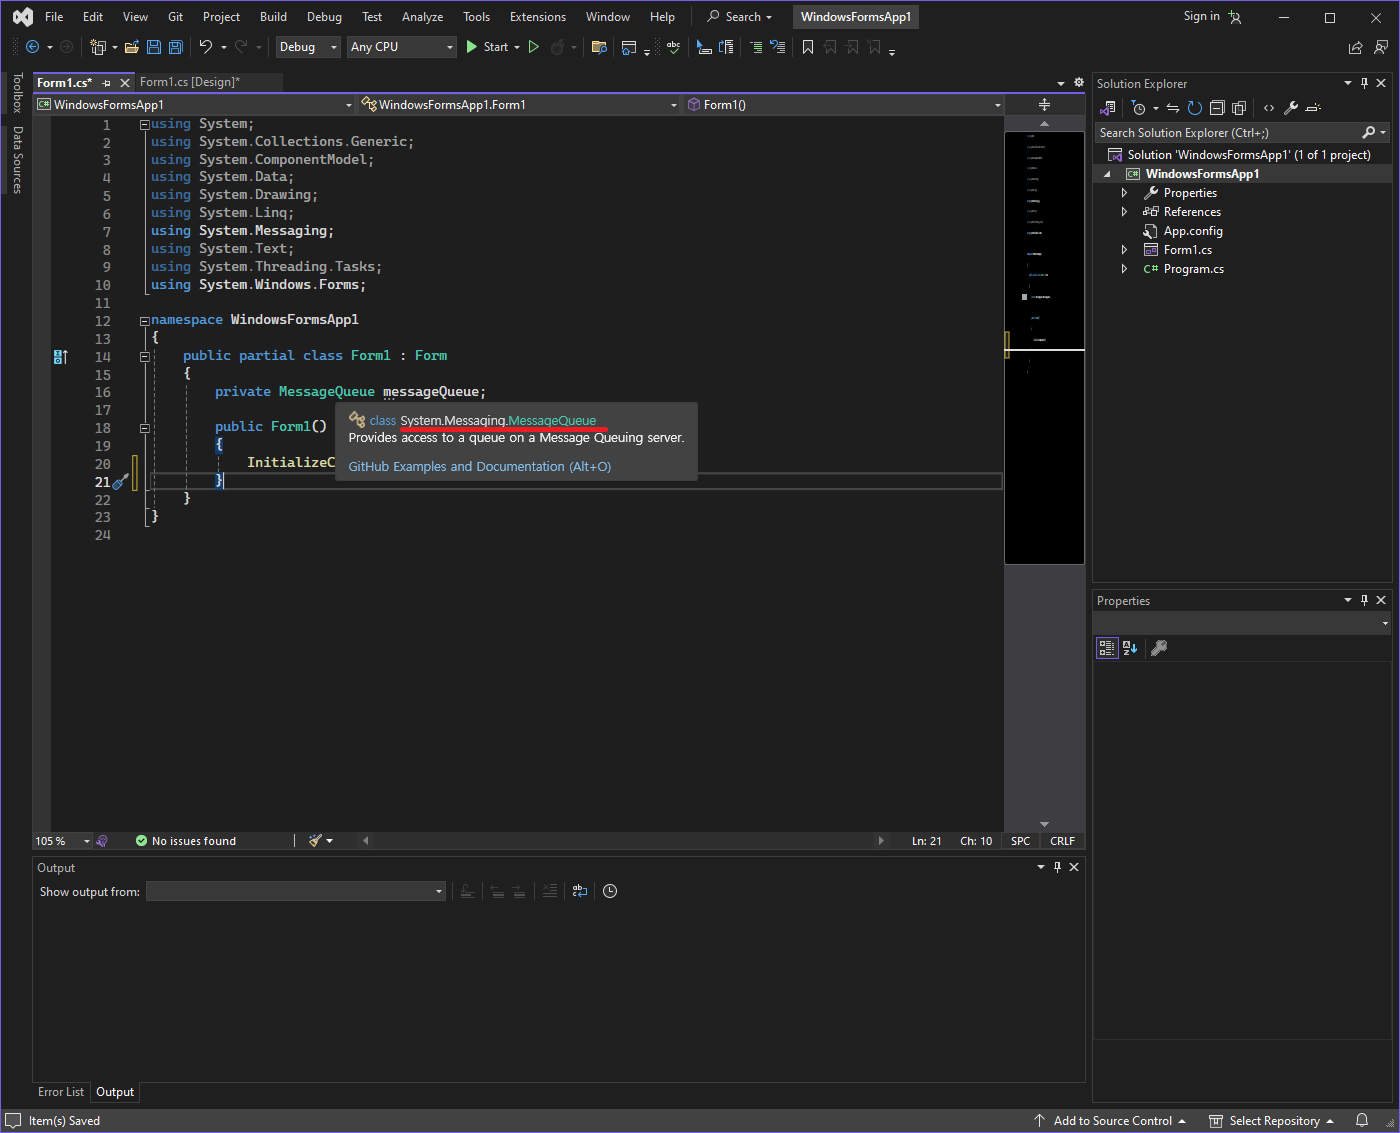 File Edit View Git Project Build Debug Test Analyze Tools Extensions Window Help Search WindowsFormsApp1 Sign in
Debug Any CPU Start
Toolbox
Data Sources
Form1.cs* Form1.cs [Design]*
WindowsFormsApp1 WindowsFormsApp1.Form1 Form1()
1 using System;
2 using System.Collections.Generic;
3 using System.ComponentModel;
4 using System.Data;
5 using System.Drawing;
6 using System.Linq;
7 using System.Messaging;
8 using System.Text;
9 using System.Threading.Tasks;
10 using System.Windows.Forms;
11
12 namespace WindowsFormsApp1
13 {
14 public partial class Form1 : Form
15 {
16 private MessageQueue messageQueue;
17
18 public Form1()
19 {
20 InitializeC
21 }
22 }
23 }
24
class System.Messaging.MessageQueue
Provides access to a queue on a Message Queuing server.
GitHub Examples and Documentation (Alt+O)
105 % No issues found Ln: 21 Ch: 10 SPC CRLF
Output
Show output from:
Error List Output
Solution Explorer
Search Solution Explorer (Ctrl+;)
Solution 'WindowsFormsApp1' (1 of 1 project)
WindowsFormsApp1
Properties
References
App.config
Form1.cs
Program.cs
Properties
Item(s) Saved Add to Source Control Select Repository